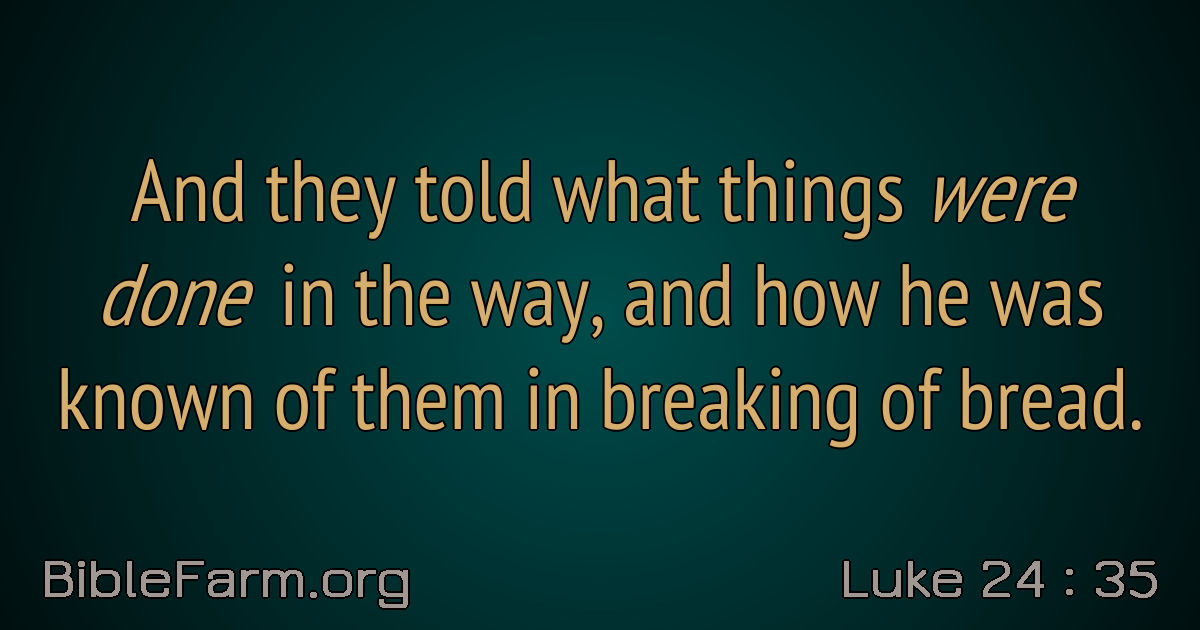 And they told what things were
done in the way, and how he was
known of them in breaking of bread.
BibleFarm.org
Luke 24 : 35